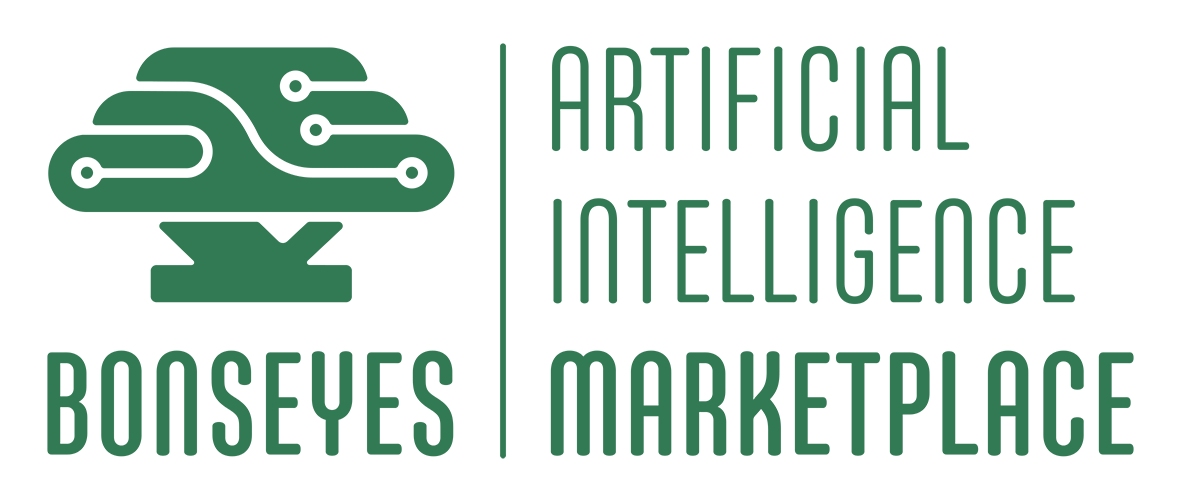 BONSEYES
ARTIFICIAL
INTELLIGENCE
MARKETPLACE